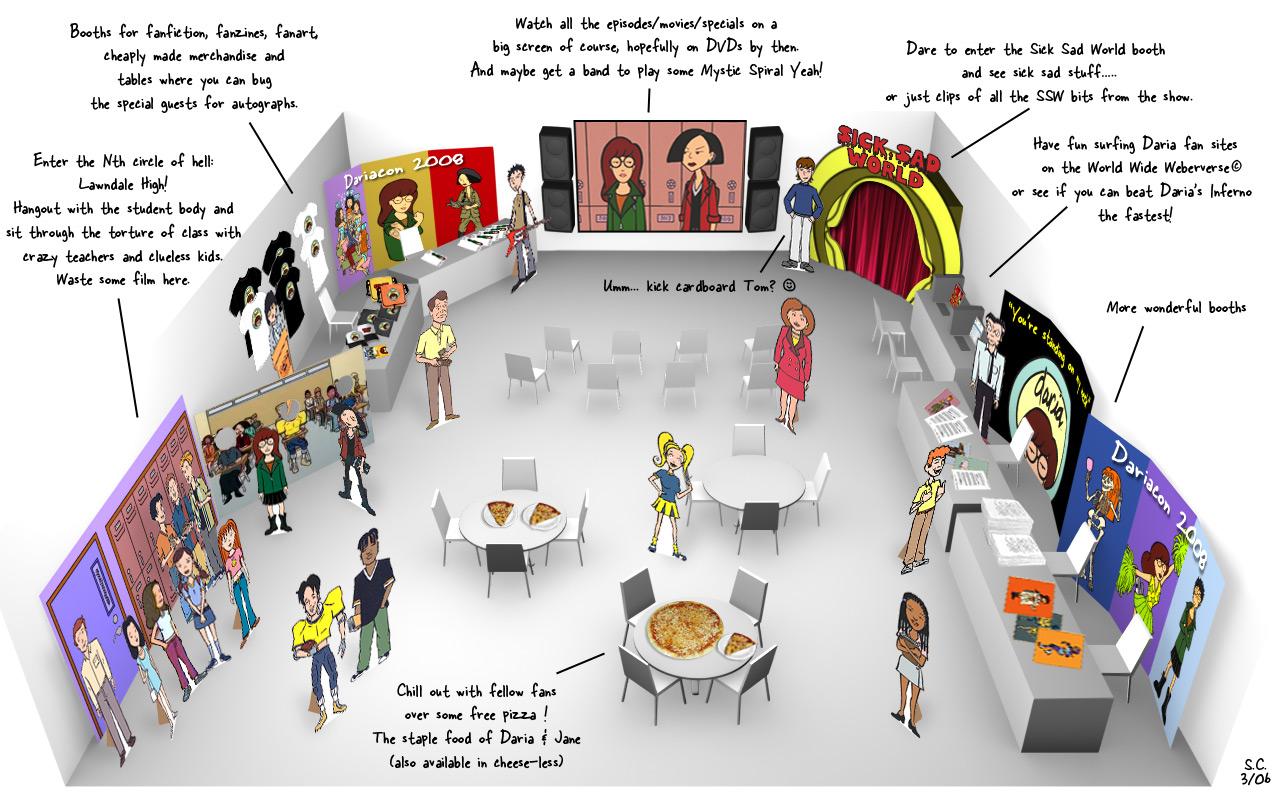 Booths for fanfiction, fanzines, fanart,
cheaply made merchandise and
tables where you can bug
the special guests for autographs.
Watch all the episodes/movies/specials on a
big screen of course, hopefully on DVDs by then.
And maybe get a band to play some Mystic Spiral Yeah!
Dare to enter the Sick Sad World booth
and see sick sad stuff.....
or just clips of all the SSW bits from the show.
Enter the Nth circle of hell:
Lawndale High!
Hangout with the student body and
sit through the torture of class with
crazy teachers and clueless kids.
Waste some film here.
Have fun surfing Daria fan sites
on the World Wide Weberverse©
or see if you can beat Daria's Inferno
the fastest!
Dariacon 2008
SICK SAD
WORLD
Umm... kick cardboard Tom? ☺
More wonderful booths
"You're standing on my neck"
daria
Dariacon 2008
Chill out with fellow fans
over some free pizza !
The staple food of Daria & Jane
(also available in cheese-less)
S.C.
3/06